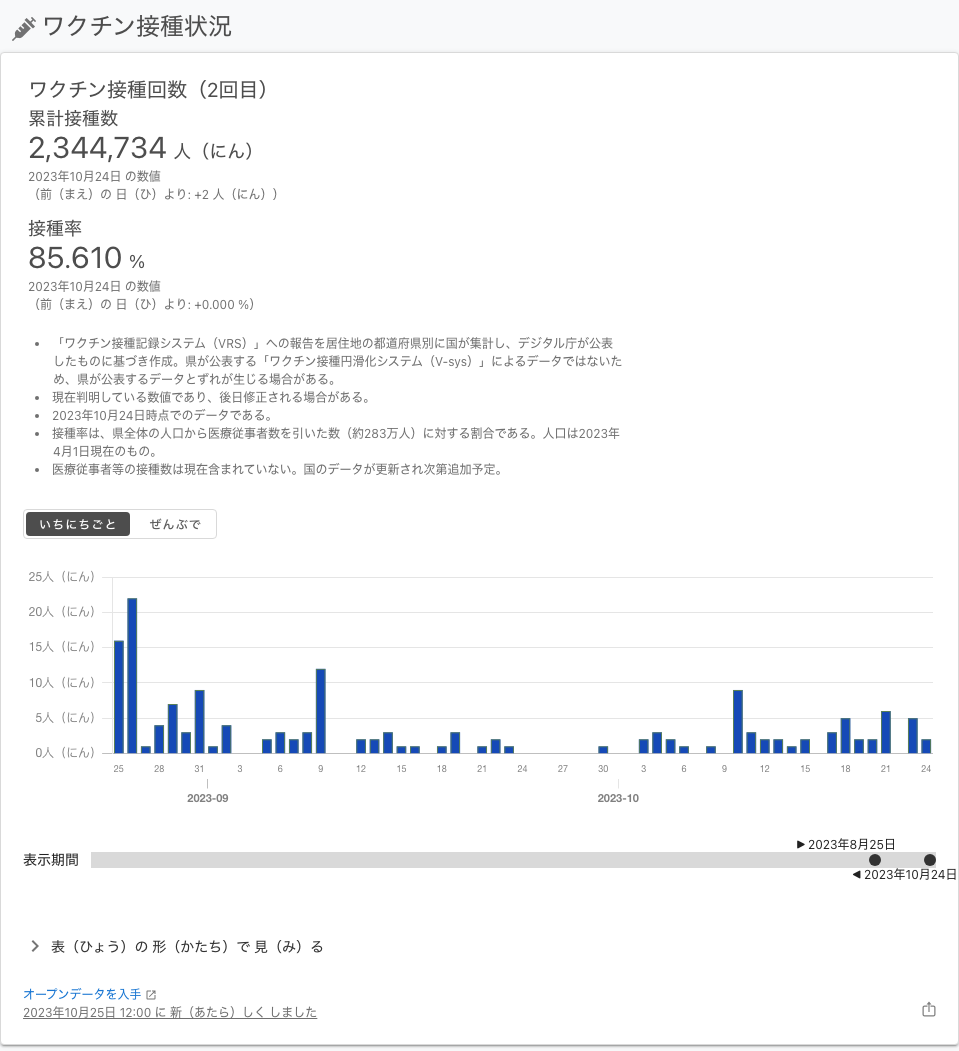 ワクチン接種状況
ワクチン接種回数（2回目）
累計接種数
2,344,734 人（にん）
2023年10月24日 の数値
（前（まえ）の 日（ひ）より: +2 人（にん））
接種率
85.610 %
2023年10月24日 の数値
（前（まえ）の 日（ひ）より: +0.000 %）
• 「ワクチン接種記録システム（VRS）」への報告を居住地の都道府県別に国が集計し、デジタル庁が公表
したものに基づき作成。県が公表する「ワクチン接種円滑化システム（V-sys）」によるデータではないた
め、県が公表するデータとずれが生じる場合がある。
• 現在判明している数値であり、後日修正される場合がある。
• 2023年10月24日時点でのデータである。
• 接種率は、県全体の人口から医療従事者数を引いた数（約283万人）に対する割合である。人口は2023年
4月1日現在のもの。
• 医療従事者等の接種数は現在含まれていない。国のデータが更新され次第追加予定。
いちにちごと ぜんぶで
25人（にん）
20人（にん）
15人（にん）
10人（にん）
5人（にん）
0人（にん）
25 28 31 3 6 9 12 15 18 21 24 27 30 3 6 9 12 15 18 21 24
2023-09 2023-10
2023年8月25日
表示期間
2023年10月24日
表（ひょう）の 形（かたち）で 見（み）る
オープンデータを入手
2023年10月25日 12:00 に 新（あたら）しく しました